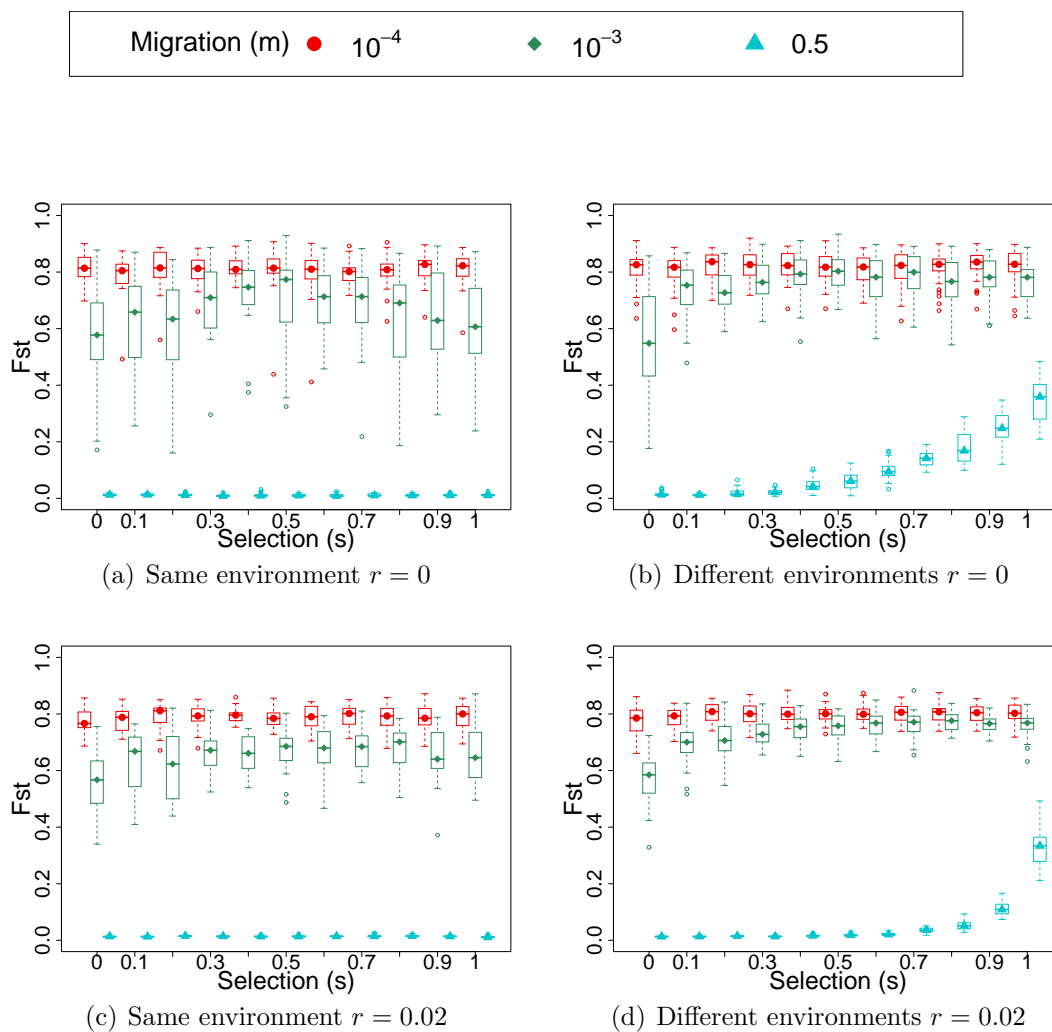 Migration (m) 10⁻⁴ 10⁻³ 0.5
1.0
0.8
0.6
0.4
0.2
0.0
Fst
0 0.1 0.3 0.5 0.7 0.9 1
Selection (s)
(a) Same environment r = 0
1.0
0.8
0.6
0.4
0.2
0.0
Fst
0 0.1 0.3 0.5 0.7 0.9 1
Selection (s)
(b) Different environments r = 0
1.0
0.8
0.6
0.4
0.2
0.0
Fst
0 0.1 0.3 0.5 0.7 0.9 1
Selection (s)
(c) Same environment r = 0.02
1.0
0.8
0.6
0.4
0.2
0.0
Fst
0 0.1 0.3 0.5 0.7 0.9 1
Selection (s)
(d) Different environments r = 0.02